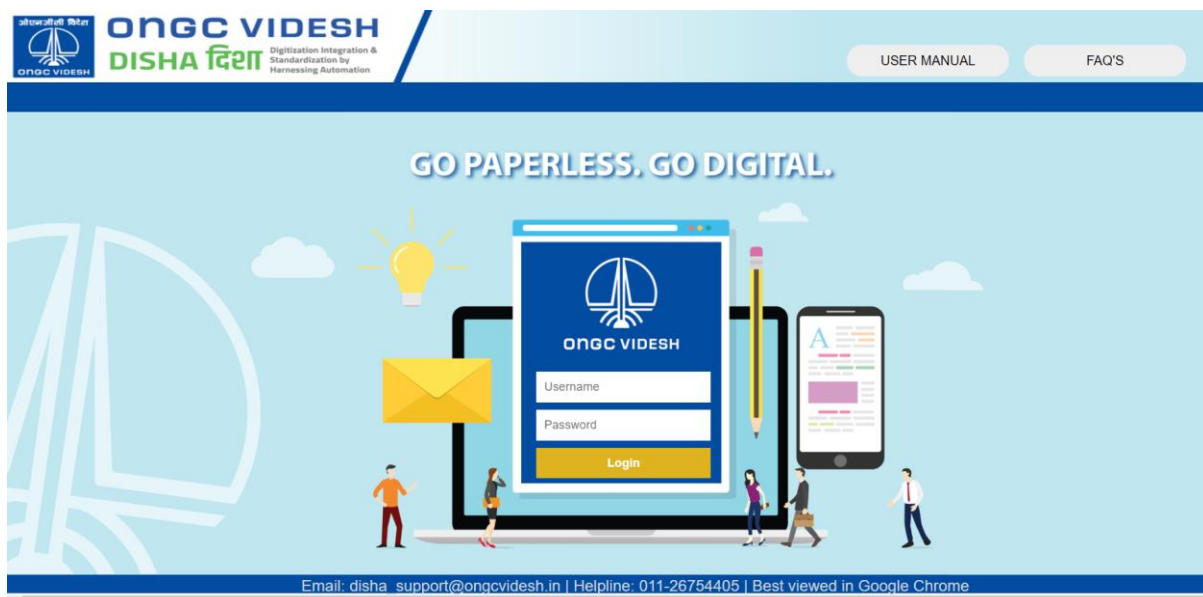 ओएनजीसी विदेश
ONGC VIDESH
ONGC VIDESH
DISHA दिशा
Digitization Integration &
Standardization by
Harnessing Automation
USER MANUAL
FAQ'S
GO PAPERLESS. GO DIGITAL.
ONGC VIDESH
Username
Password
Login
A
Email: disha_support@ongcvidesh.in | Helpline: 011-26754405 | Best viewed in Google Chrome